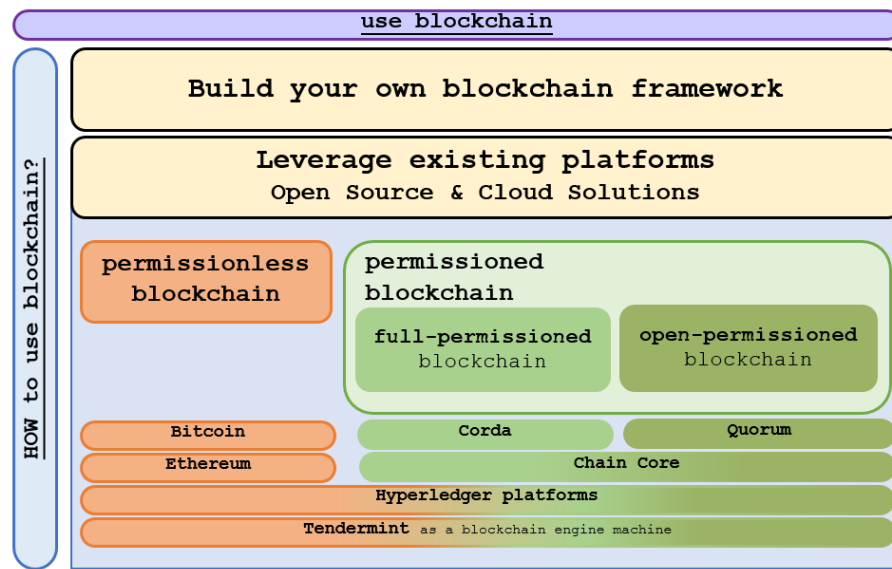 use blockchain
HOW to use blockchain?
Build your own blockchain framework
Leverage existing platforms
Open Source & Cloud Solutions
permissionless
blockchain
permissioned
blockchain
full-permissioned
blockchain
open-permissioned
blockchain
Bitcoin
Corda
Quorum
Ethereum
Chain Core
Hyperledger platforms
Tendermint as a blockchain engine machine